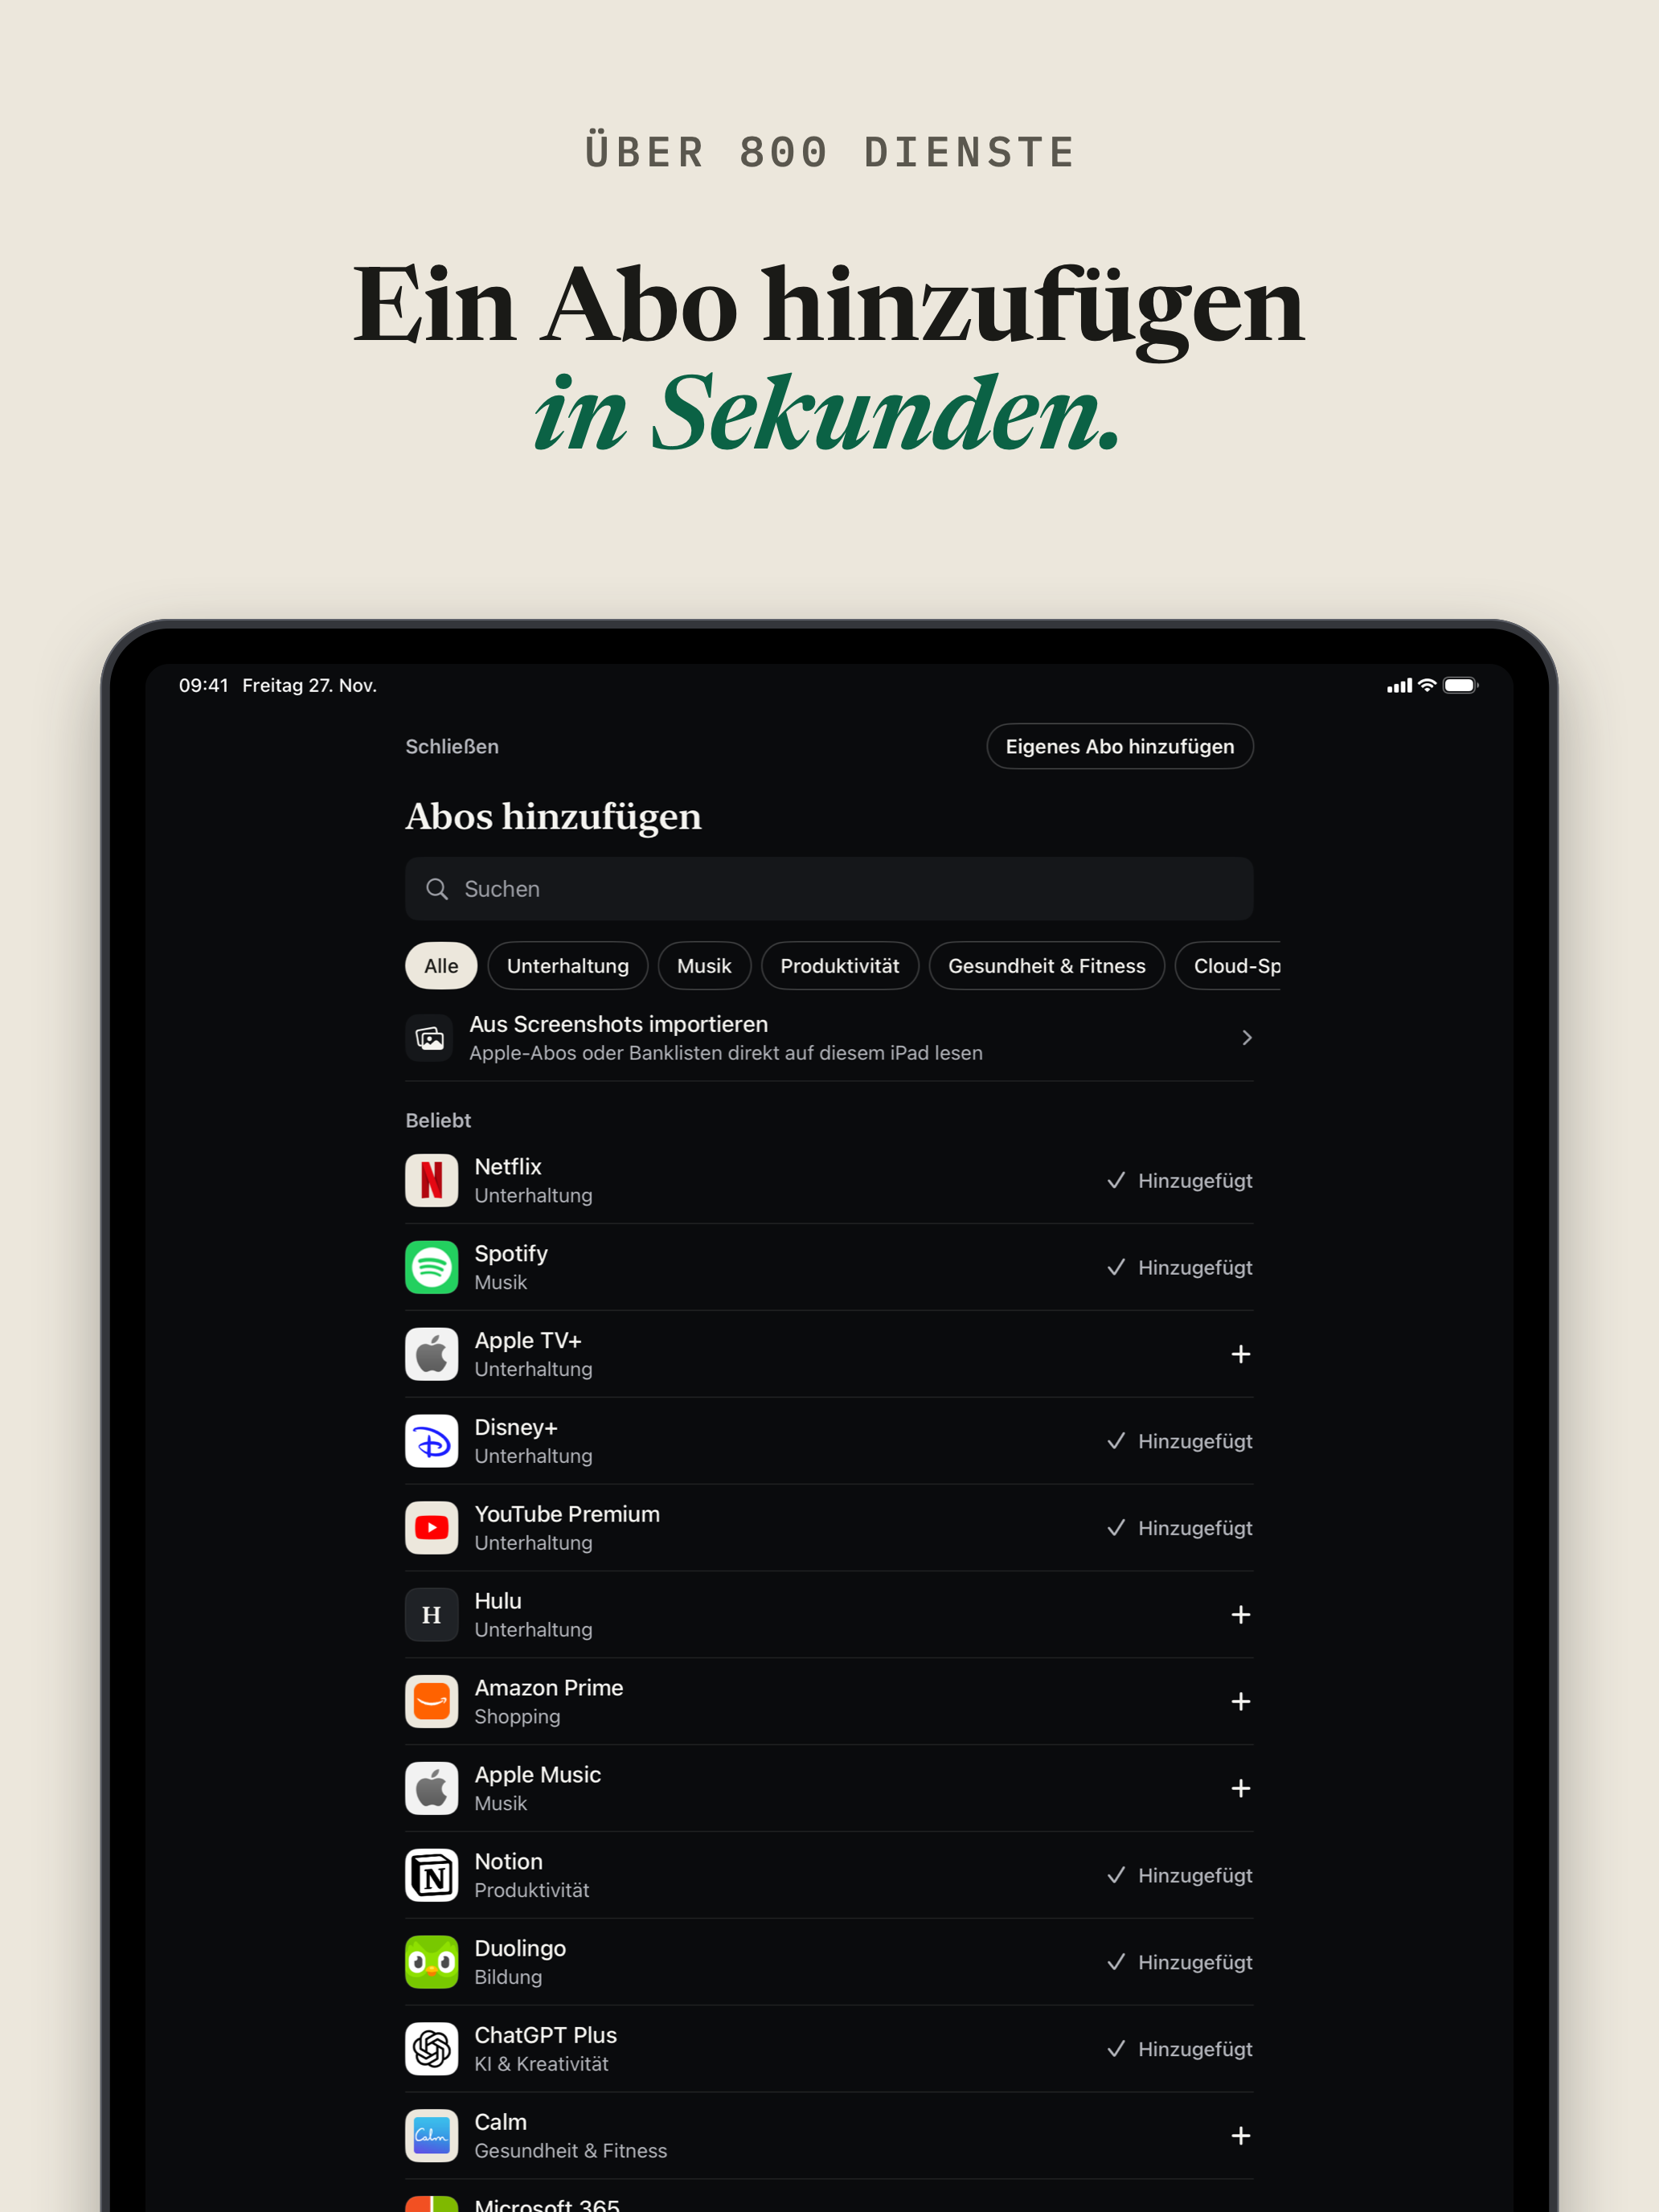 ÜBER 800 DIENSTE
Ein Abo hinzufügen
in Sekunden.
09:41 Freitag 27. Nov.
Schließen
Eigenes Abo hinzufügen
Abos hinzufügen
Suchen
Alle
Unterhaltung
Musik
Produktivität
Gesundheit & Fitness
Cloud-Sp
Aus Screenshots importieren
Apple-Abos oder Banklisten direkt auf diesem iPad lesen
Beliebt
N
Netflix
Unterhaltung
Hinzugefügt
Spotify
Musik
Hinzugefügt
Apple TV+
Unterhaltung
D
Disney+
Unterhaltung
Hinzugefügt
YouTube Premium
Unterhaltung
Hinzugefügt
H
Hulu
Unterhaltung
Amazon Prime
Shopping
Apple Music
Musik
N
Notion
Produktivität
Hinzugefügt
Duolingo
Bildung
Hinzugefügt
ChatGPT Plus
KI & Kreativität
Hinzugefügt
Calm
Calm
Gesundheit & Fitness
Microsoft 365